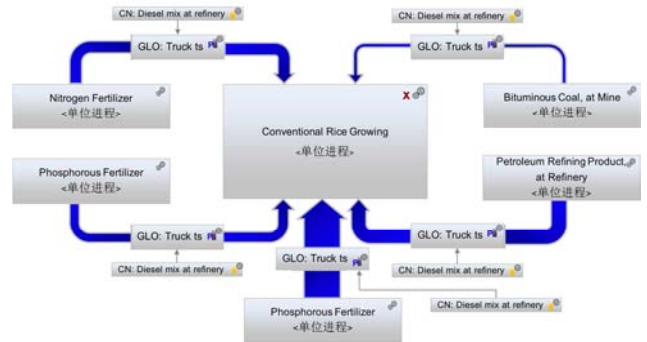 CN: Diesel mix at refinery
CN: Diesel mix at refinery
GLO: Truck ts
GLO: Truck ts
Nitrogen Fertilizer
<单位进程>
X
Conventional Rice Growing
<单位进程>
Bituminous Coal, at Mine
<单位进程>
Phosphorous Fertilizer
<单位进程>
Petroleum Refining Product,
at Refinery
<单位进程>
GLO: Truck ts
GLO: Truck ts
GLO: Truck ts
CN: Diesel mix at refinery
CN: Diesel mix at refinery
CN: Diesel mix at refinery
Phosphorous Fertilizer
<单位进程>